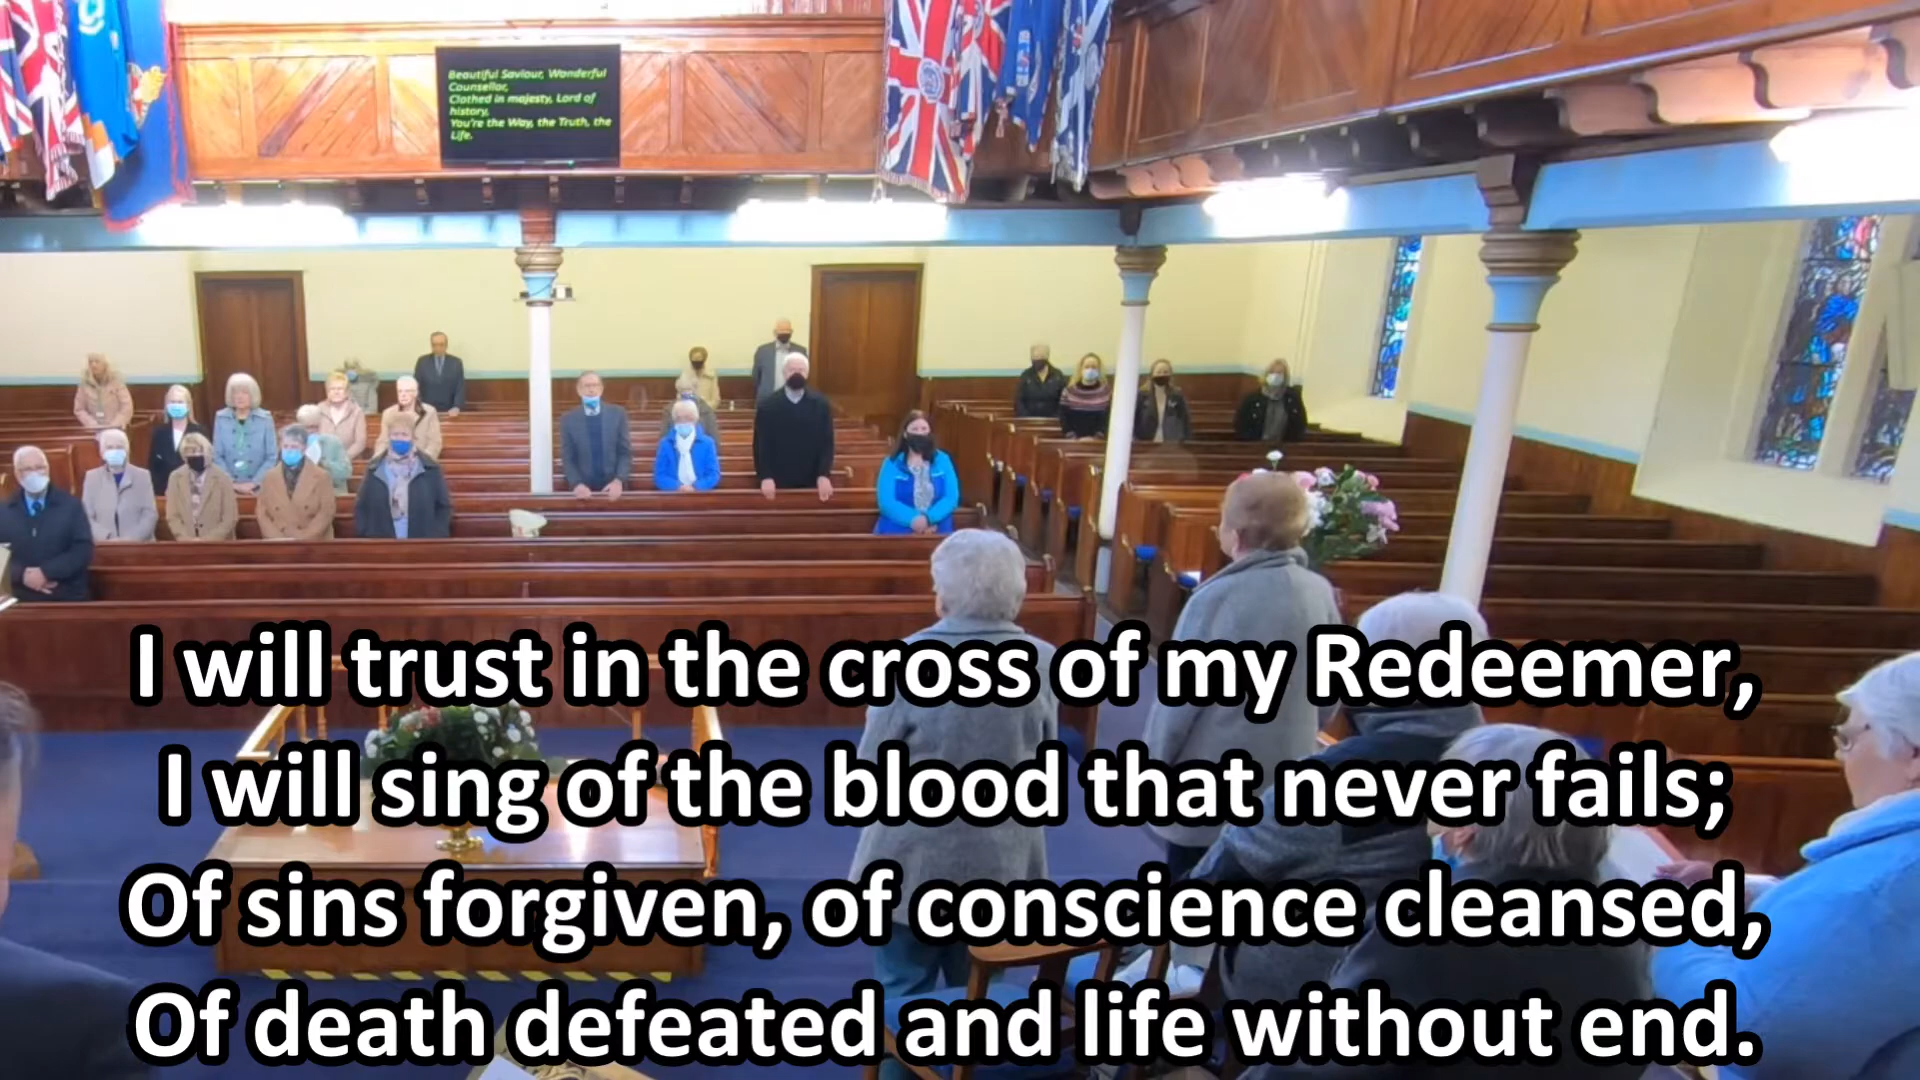 Beautiful Saviour, Wonderful
Counsellor,
Clothed in majesty, Lord of
history,
You're the Way, the Truth, the
Life.
I will trust in the cross of my Redeemer,
I will sing of the blood that never fails;
Of sins forgiven, of conscience cleansed,
Of death defeated and life without end.